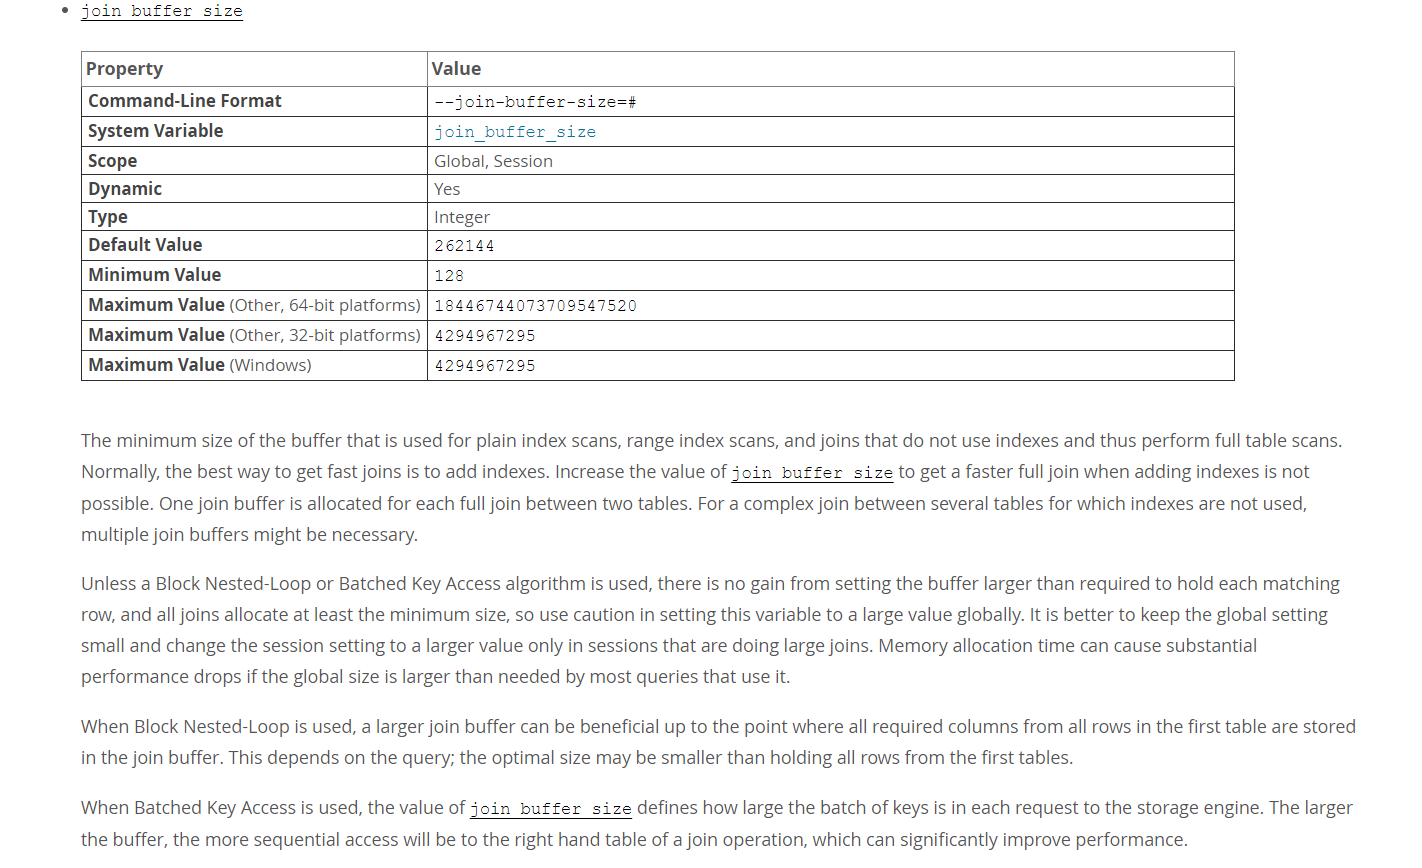 join_buffer_size
Property Value
Command-Line Format --join-buffer-size=#
System Variable join_buffer_size
Scope Global, Session
Dynamic Yes
Type Integer
Default Value 262144
Minimum Value 128
Maximum Value (Other, 64-bit platforms) 18446744073709547520
Maximum Value (Other, 32-bit platforms) 4294967295
Maximum Value (Windows) 4294967295
The minimum size of the buffer that is used for plain index scans, range index scans, and joins that do not use indexes and thus perform full table scans.
Normally, the best way to get fast joins is to add indexes. Increase the value of join_buffer_size to get a faster full join when adding indexes is not
possible. One join buffer is allocated for each full join between two tables. For a complex join between several tables for which indexes are not used,
multiple join buffers might be necessary.
Unless a Block Nested-Loop or Batched Key Access algorithm is used, there is no gain from setting the buffer larger than required to hold each matching
row, and all joins allocate at least the minimum size, so use caution in setting this variable to a large value globally. It is better to keep the global setting
small and change the session setting to a larger value only in sessions that are doing large joins. Memory allocation time can cause substantial
performance drops if the global size is larger than needed by most queries that use it.
When Block Nested-Loop is used, a larger join buffer can be beneficial up to the point where all required columns from all rows in the first table are stored
in the join buffer. This depends on the query; the optimal size may be smaller than holding all rows from the first tables.
When Batched Key Access is used, the value of join_buffer_size defines how large the batch of keys is in each request to the storage engine. The larger
the buffer, the more sequential access will be to the right hand table of a join operation, which can significantly improve performance.